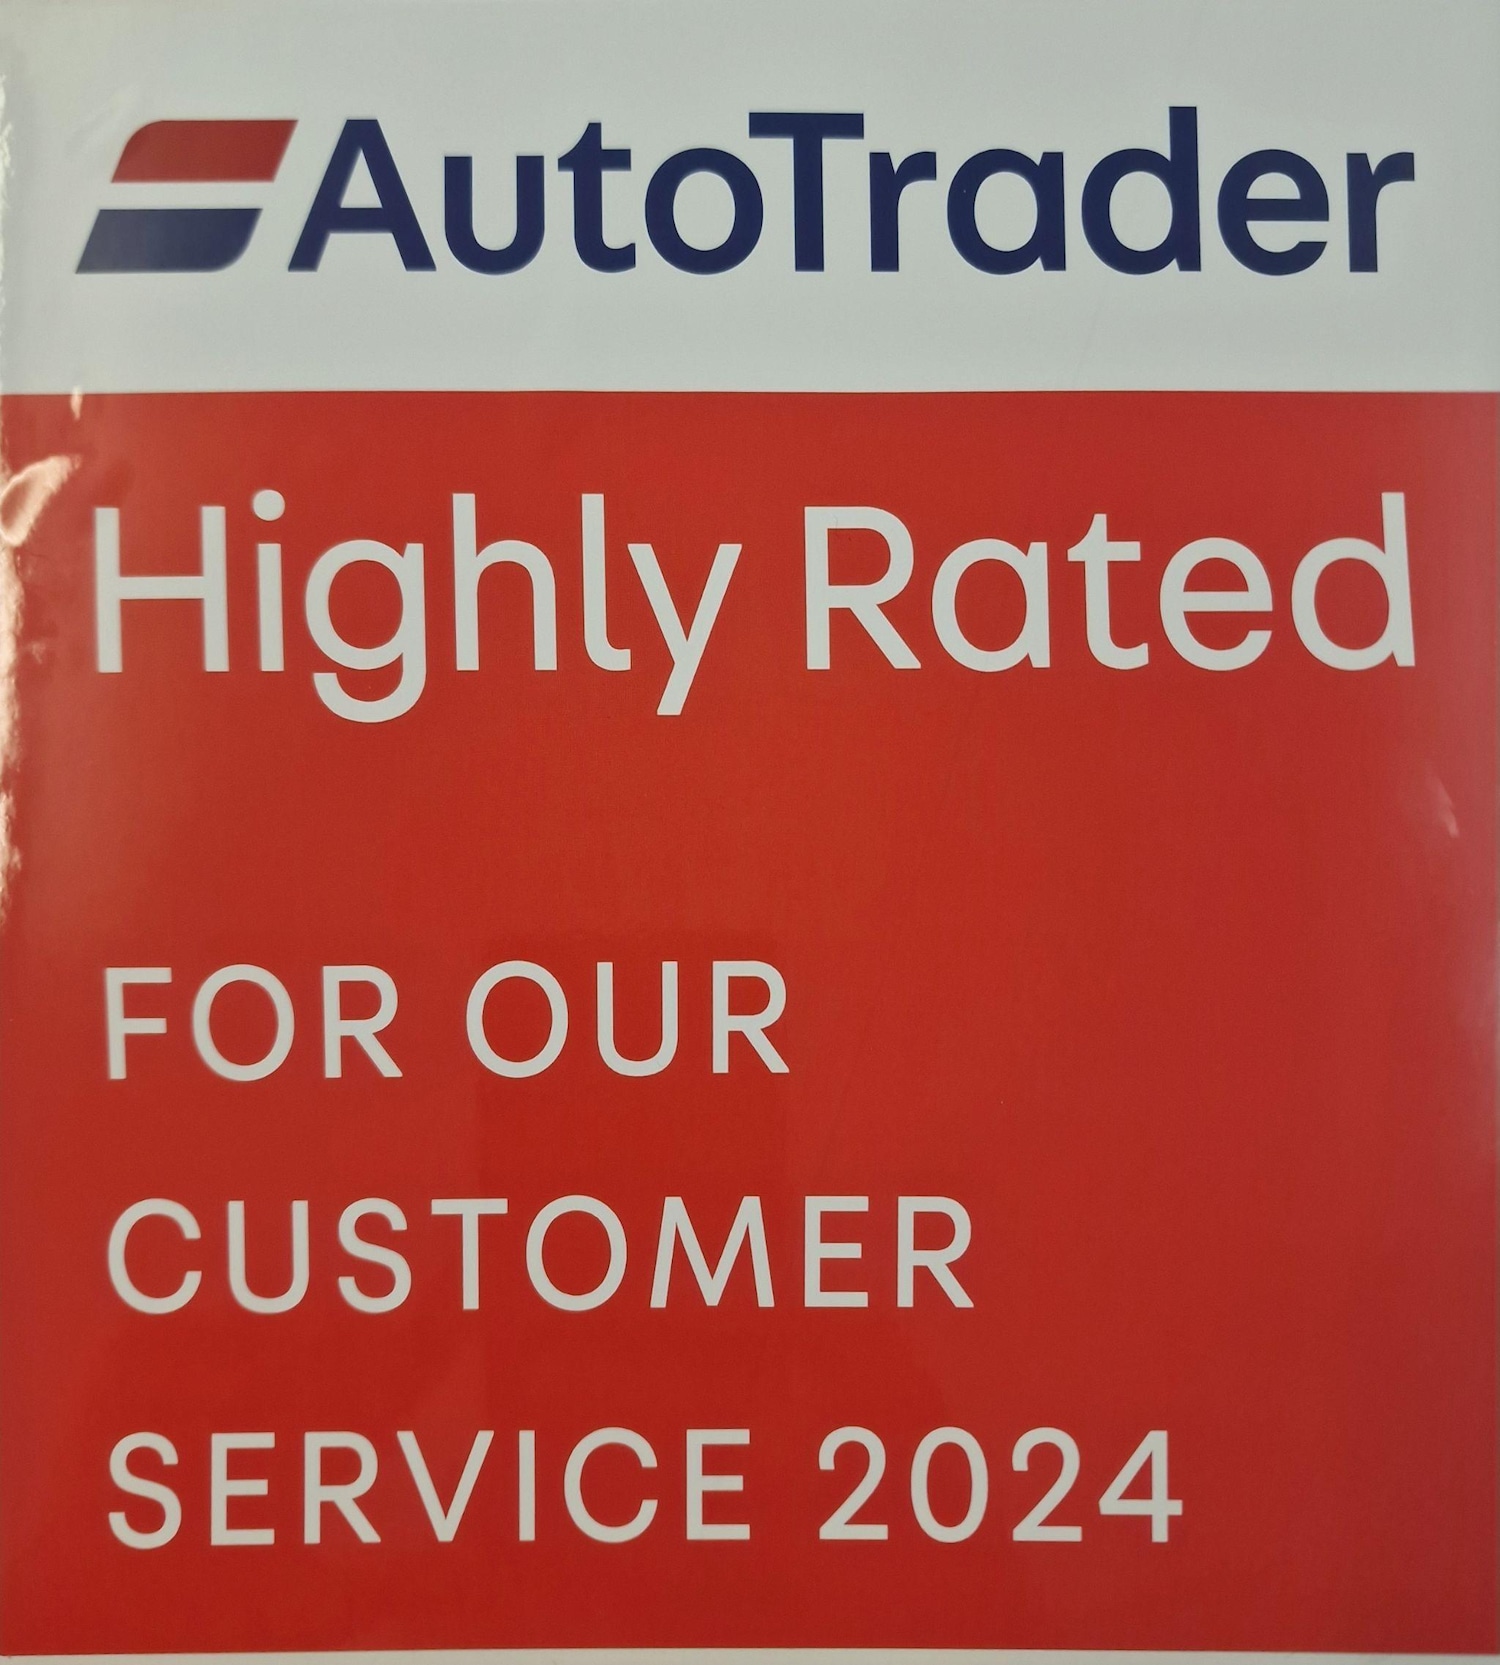 AutoTrader
Highly Rated
FOR OUR
CUSTOMER
SERVICE 2024